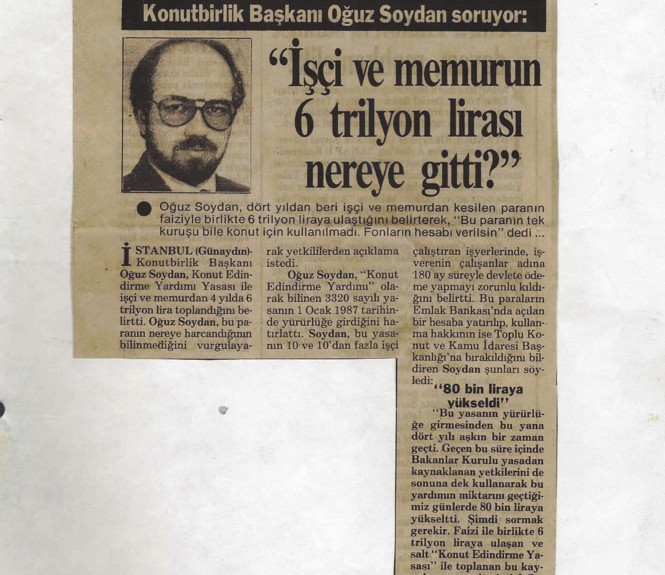 Konutbirlik Başkanı Oğuz Soydan soruyor:
“İşçi ve memurun
6 trilyon lirası
nereye gitti?”
● Oğuz Soydan, dört yıldan beri işçi ve memurdan kesilen paranın
faiziyle birlikte 6 trilyon liraya ulaştığını belirterek, "Bu paranın tek
kuruşu bile konut için kullanılmadı. Fonların hesabı verilsin" dedi ...
İSTANBUL (Günaydın)-
Konutbirlik Başkanı
Oğuz Soydan, Konut Edin-
dirme Yardımı Yasası ile
işçi ve memurdan 4 yılda 6
trilyon lira toplandığını be-
lirtti. Oğuz Soydan, bu pa-
ranın nereye harcandığının
bilinmediğini vurgulaya-
rak yetkililerden açıklama
istedi.
Oğuz Soydan, "Konut
Edindirme Yardımı" ola-
rak bilinen 3320 sayılı ya-
sanın 1 Ocak 1987 tarihin-
de yürürlüğe girdiğini ha-
tırlattı. Soydan, bu yasa-
nın 10 ve 10'dan fazla işçi
çalıştıran işyerlerinde, iş-
verenin çalışanlar adına
180 ay süreyle devlete öde-
me yapmayı zorunlu kıldı-
ğını belirtti. Bu paraların
Emlak Bankası'nda açılan
bir hesaba yatırılıp, kullan-
ma hakkının ise Toplu Ko-
nut ve Kamu İdaresi Baş-
kanlığı'na bırakıldığını bil-
diren Soydan şunları söy-
ledi:
"80 bin liraya
yükseldi"
"Bu yasanın yürürlü-
ğe girmesinden bu yana
dört yılı aşkın bir zaman
geçti. Geçen bu süre içinde
Bakanlar Kurulu yasadan
kaynaklanan yetkilerini de
sonuna dek kullanarak bu
yardımın miktarını geçtiği-
miz günlerde 80 bin liraya
yükseltti. Şimdi sormak
gerekir. Faizi ile birlikte 6
trilyon liraya ulaşan ve
salt "Konut Edindirme Ya-
sası" ile toplanan bu kay-